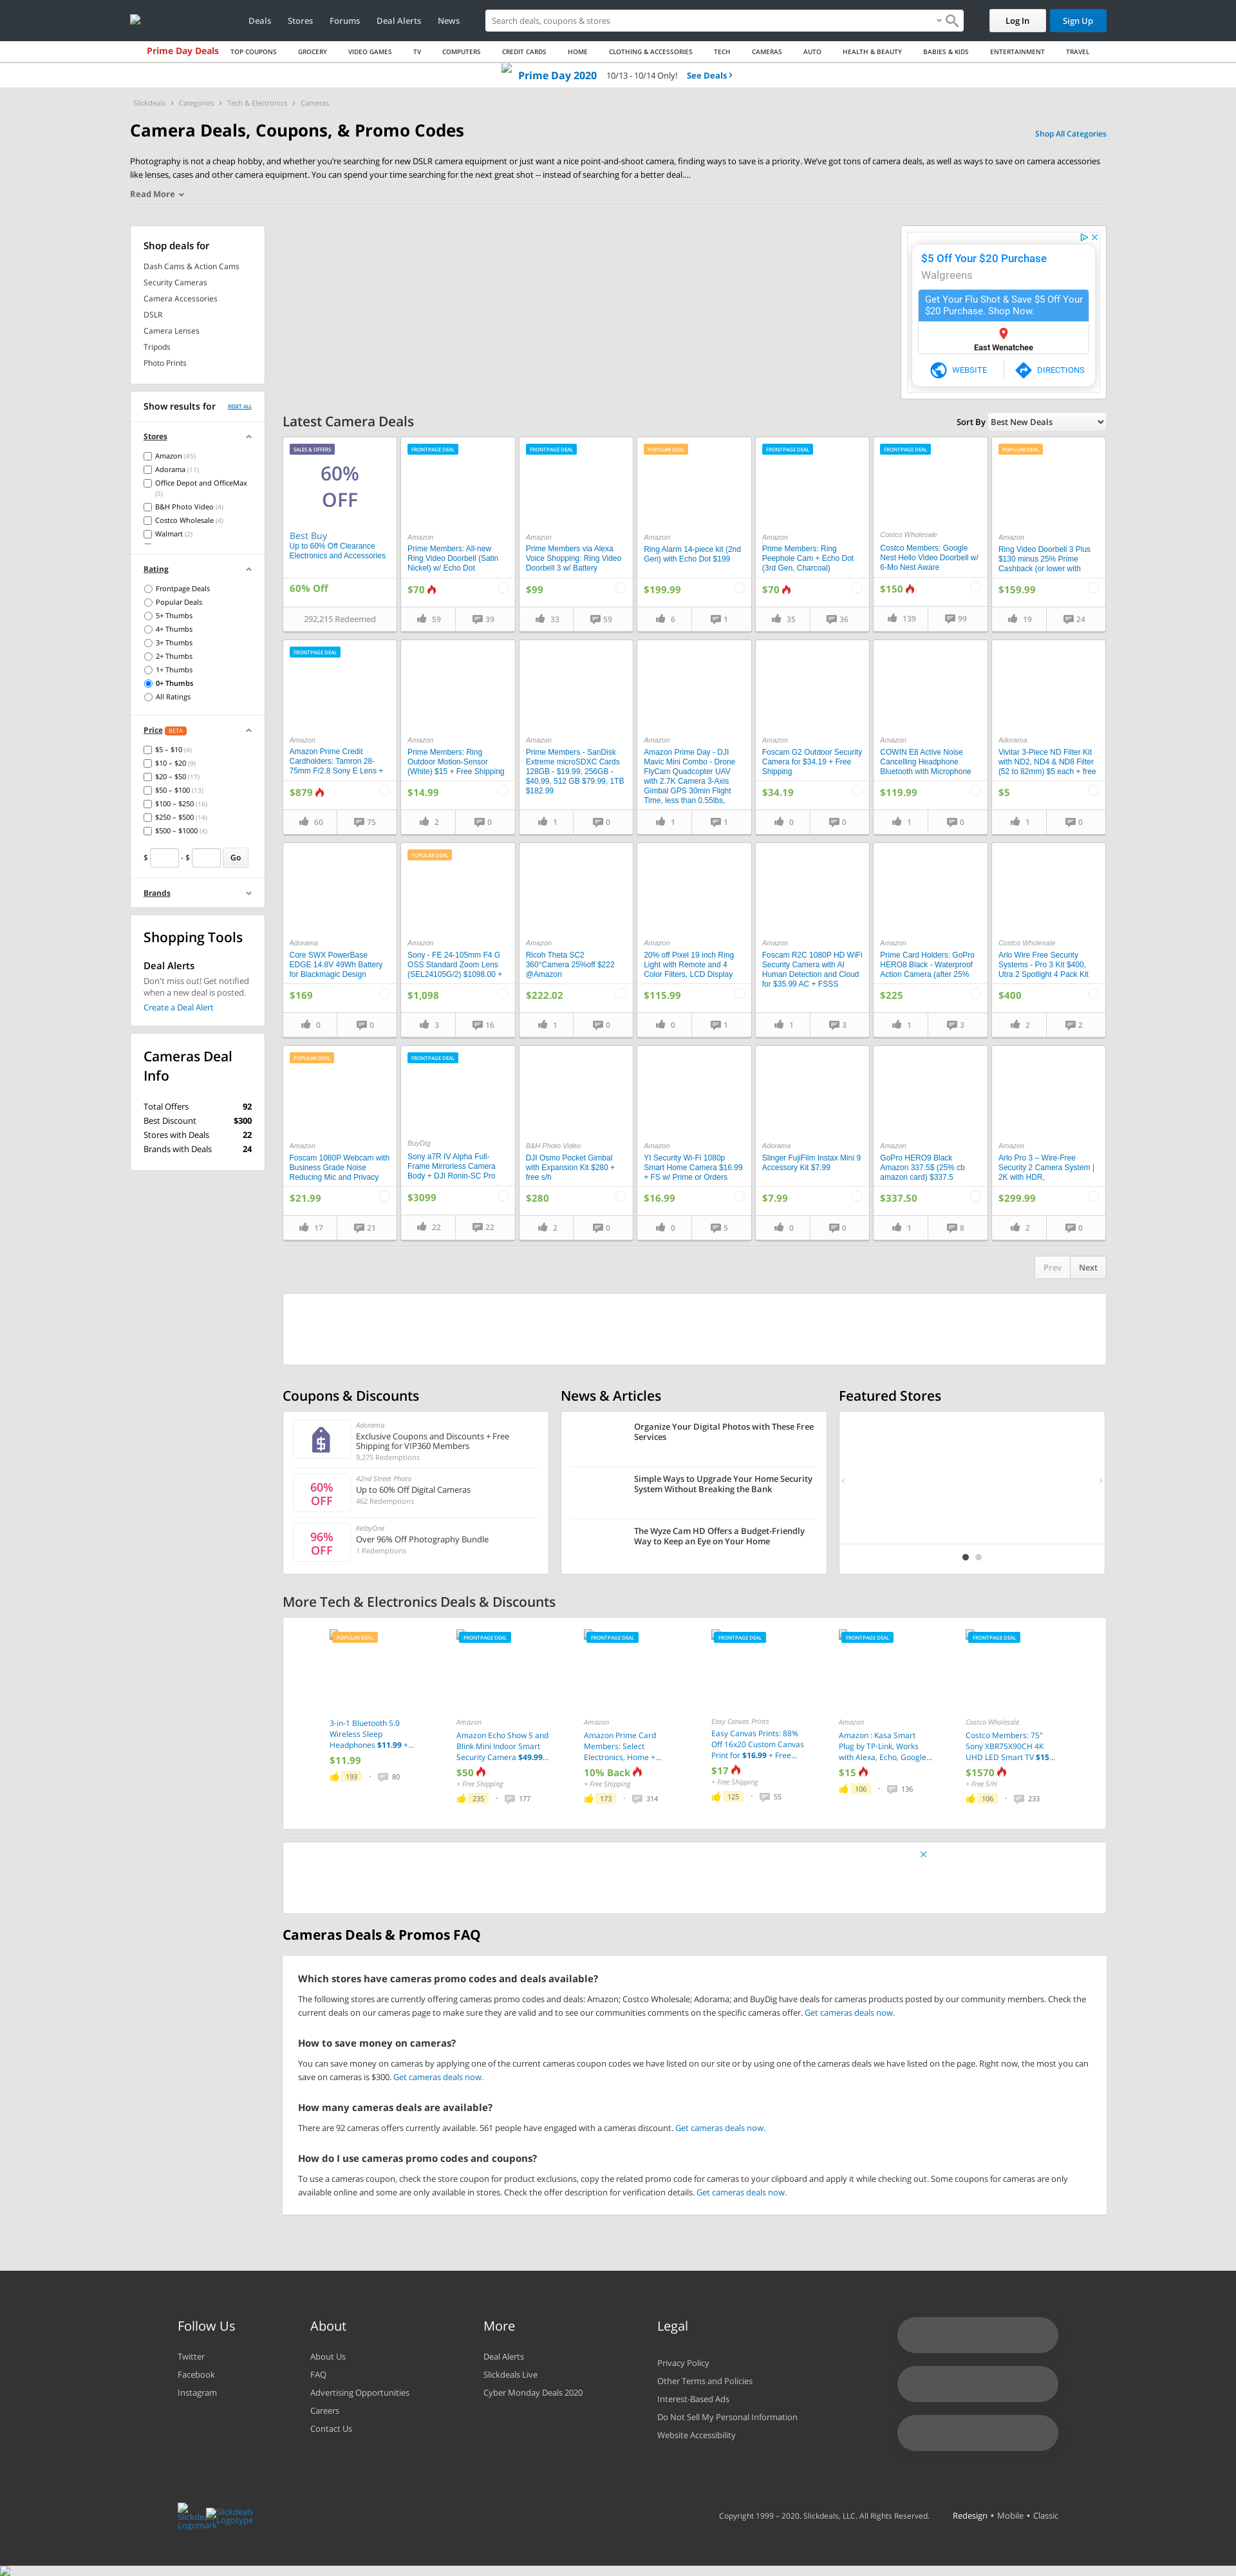 Deals Stores Forums Deal Alerts News
Search deals, coupons & stores
Log In
Sign Up
Prime Day Deals TOP COUPONS GROCERY VIDEO GAMES TV COMPUTERS CREDIT CARDS HOME CLOTHING & ACCESSORIES TECH CAMERAS AUTO HEALTH & BEAUTY BABIES & KIDS ENTERTAINMENT TRAVEL
Prime Day 2020 10/13 - 10/14 Only! See Deals
Slickdeals Categories Tech & Electronics Cameras
Camera Deals, Coupons, & Promo Codes
Shop All Categories
Photography is not a cheap hobby, and whether you're searching for new DSLR camera equipment or just want a nice point-and-shoot camera, finding ways to save is a priority. We've got tons of camera deals, as well as ways to save on camera accessories
like lenses, cases and other camera equipment. You can spend your time searching for the next great shot -- instead of searching for a better deal....
Read More
Shop deals for
Dash Cams & Action Cams
Security Cameras
Camera Accessories
DSLR
Camera Lenses
Tripods
Photo Prints
$5 Off Your $20 Purchase
Walgreens
Get Your Flu Shot & Save $5 Off Your
$20 Purchase. Shop Now.
East Wenatchee
WEBSITE
DIRECTIONS
Show results for
RESET ALL
Stores
Amazon (45)
Adorama (11)
Office Depot and OfficeMax
(5)
B&H Photo Video (4)
Costco Wholesale (4)
Walmart (2)
Rating
Frontpage Deals
Popular Deals
5+ Thumbs
4+ Thumbs
3+ Thumbs
2+ Thumbs
1+ Thumbs
0+ Thumbs
All Ratings
Price BETA
$5 – $10 (4)
$10 – $20 (9)
$20 – $50 (17)
$50 – $100 (13)
$100 – $250 (16)
$250 – $500 (14)
$500 – $1000 (4)
$ - $ Go
Brands
Shopping Tools
Deal Alerts
Don't miss out! Get notified
when a new deal is posted.
Create a Deal Alert
Cameras Deal
Info
Total Offers 92
Best Discount $300
Stores with Deals 22
Brands with Deals 24
Latest Camera Deals
Sort By Best New Deals
SALES & OFFERS
60%
OFF
Best Buy
Up to 60% Off Clearance
Electronics and Accessories
60% Off
292,215 Redeemed
FRONTPAGE DEAL
Amazon
Prime Members: All-new
Ring Video Doorbell (Satin
Nickel) w/ Echo Dot
$70
59 39
FRONTPAGE DEAL
Amazon
Prime Members via Alexa
Voice Shopping: Ring Video
Doorbell 3 w/ Battery
$99
33 59
POPULAR DEAL
Amazon
Ring Alarm 14-piece kit (2nd
Gen) with Echo Dot $199
$199.99
6 1
FRONTPAGE DEAL
Amazon
Prime Members: Ring
Peephole Cam + Echo Dot
(3rd Gen, Charcoal)
$70
35 36
FRONTPAGE DEAL
Costco Wholesale
Costco Members: Google
Nest Hello Video Doorbell w/
6-Mo Nest Aware
$150
139 99
POPULAR DEAL
Amazon
Ring Video Doorbell 3 Plus
$130 minus 25% Prime
Cashback (or lower with
$159.99
19 24
FRONTPAGE DEAL
Amazon
Amazon Prime Credit
Cardholders: Tamron 28-
75mm F/2.8 Sony E Lens +
$879
60 75
Amazon
Prime Members: Ring
Outdoor Motion-Sensor
(White) $15 + Free Shipping
$14.99
2 0
Amazon
Prime Members - SanDisk
Extreme microSDXC Cards
128GB - $19.99, 256GB -
$40.99, 512 GB $79.99, 1TB
$182.99
1 0
Amazon
Amazon Prime Day - DJI
Mavic Mini Combo - Drone
FlyCam Quadcopter UAV
with 2.7K Camera 3-Axis
Gimbal GPS 30min Flight
Time, less than 0.55lbs,
1 1
Amazon
Foscam G2 Outdoor Security
Camera for $34.19 + Free
Shipping
$34.19
0 0
Amazon
COWIN E8 Active Noise
Cancelling Headphone
Bluetooth with Microphone
$119.99
1 0
Adorama
Vivitar 3-Piece ND Filter Kit
with ND2, ND4 & ND8 Filter
(52 to 82mm) $5 each + free
$5
1 0
Adorama
Core SWX PowerBase
EDGE 14.8V 49Wh Battery
for Blackmagic Design
$169
0 0
POPULAR DEAL
Amazon
Sony - FE 24-105mm F4 G
OSS Standard Zoom Lens
(SEL24105G/2) $1098.00 +
$1,098
3 16
Amazon
Ricoh Theta SC2
360°Camera 25%off $222
@Amazon
$222.02
1 0
Amazon
20% off Pixel 19 inch Ring
Light with Remote and 4
Color Filters, LCD Display
$115.99
0 1
Amazon
Foscam R2C 1080P HD WiFi
Security Camera with AI
Human Detection and Cloud
for $35.99 AC + FSSS
1 3
Amazon
Prime Card Holders: GoPro
HERO8 Black - Waterproof
Action Camera (after 25%
$225
1 3
Costco Wholesale
Arlo Wire Free Security
Systems - Pro 3 Kit $400,
Utra 2 Spotlight 4 Pack Kit
$400
2 2
POPULAR DEAL
Amazon
Foscam 1080P Webcam with
Business Grade Noise
Reducing Mic and Privacy
$21.99
17 21
FRONTPAGE DEAL
BuyDig
Sony a7R IV Alpha Full-
Frame Mirrorless Camera
Body + DJI Ronin-SC Pro
$3099
22 22
B&H Photo Video
DJI Osmo Pocket Gimbal
with Expansion Kit $280 +
free s/h
$280
2 0
Amazon
YI Security Wi-Fi 1080p
Smart Home Camera $16.99
+ FS w/ Prime or Orders
$16.99
0 5
Adorama
Slinger FujiFilm Instax Mini 9
Accessory Kit $7.99
$7.99
0 0
Amazon
GoPro HERO9 Black
Amazon 337.5$ (25% cb
amazon card) $337.5
$337.50
1 8
Amazon
Arlo Pro 3 – Wire-Free
Security 2 Camera System |
2K with HDR,
$299.99
2 0
Prev Next
Coupons & Discounts
Adorama
Exclusive Coupons and Discounts + Free
Shipping for VIP360 Members
9,275 Redemptions
60%
OFF
42nd Street Photo
Up to 60% Off Digital Cameras
462 Redemptions
96%
OFF
KelbyOne
Over 96% Off Photography Bundle
1 Redemptions
News & Articles
Organize Your Digital Photos with These Free
Services
Simple Ways to Upgrade Your Home Security
System Without Breaking the Bank
The Wyze Cam HD Offers a Budget-Friendly
Way to Keep an Eye on Your Home
Featured Stores
More Tech & Electronics Deals & Discounts
POPULAR DEAL
3-in-1 Bluetooth 5.0
Wireless Sleep
Headphones $11.99 +...
$11.99
193 · 80
FRONTPAGE DEAL
Amazon
Amazon Echo Show 5 and
Blink Mini Indoor Smart
Security Camera $49.99...
$50
+ Free Shipping
235 · 177
FRONTPAGE DEAL
Amazon
Amazon Prime Card
Members: Select
Electronics, Home +...
10% Back
+ Free Shipping
173 · 314
FRONTPAGE DEAL
Easy Canvas Prints
Easy Canvas Prints: 88%
Off 16x20 Custom Canvas
Print for $16.99 + Free...
$17
+ Free Shipping
125 · 55
FRONTPAGE DEAL
Amazon
Amazon : Kasa Smart
Plug by TP-Link, Works
with Alexa, Echo, Google...
$15
106 · 136
FRONTPAGE DEAL
Costco Wholesale
Costco Members: 75"
Sony XBR75X90CH 4K
UHD LED Smart TV $15...
$1570
+ Free S/H
106 · 233
Cameras Deals & Promos FAQ
Which stores have cameras promo codes and deals available?
The following stores are currently offering cameras promo codes and deals: Amazon; Costco Wholesale; Adorama; and BuyDig have deals for cameras products posted by our community members. Check the
current deals on our cameras page to make sure they are valid and to see our communities comments on the specific cameras offer. Get cameras deals now.
How to save money on cameras?
You can save money on cameras by applying one of the current cameras coupon codes we have listed on our site or by using one of the cameras deals we have listed on the page. Right now, the most you can
save on cameras is $300. Get cameras deals now.
How many cameras deals are available?
There are 92 cameras offers currently available. 561 people have engaged with a cameras discount. Get cameras deals now.
How do I use cameras promo codes and coupons?
To use a cameras coupon, check the store coupon for product exclusions, copy the related promo code for cameras to your clipboard and apply it while checking out. Some coupons for cameras are only
available online and some are only available in stores. Check the offer description for verification details. Get cameras deals now.
Follow Us
Twitter
Facebook
Instagram
About
About Us
FAQ
Advertising Opportunities
Careers
Contact Us
More
Deal Alerts
Slickdeals Live
Cyber Monday Deals 2020
Legal
Privacy Policy
Other Terms and Policies
Interest-Based Ads
Do Not Sell My Personal Information
Website Accessibility
Slickdeals
Logomark
Slickdeals
Logotype
Copyright 1999 – 2020. Slickdeals, LLC. All Rights Reserved.
Redesign • Mobile • Classic